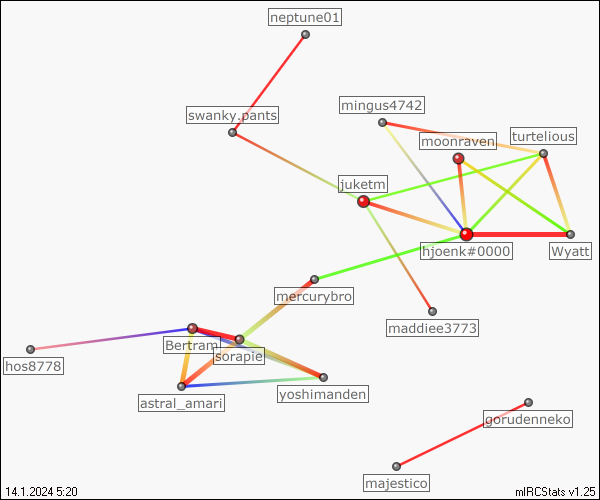 neptune01
mingus4742
swanky.pants
moonraven
turtelious
juketm
hjoenk#0000
Wyatt
mercurybro
maddiee3773
Bertram
sorapie
hos8778
yoshimanden
astral_amari
gorudenneko
majestico
14.1.2024 5:20
mIRCStats v1.25